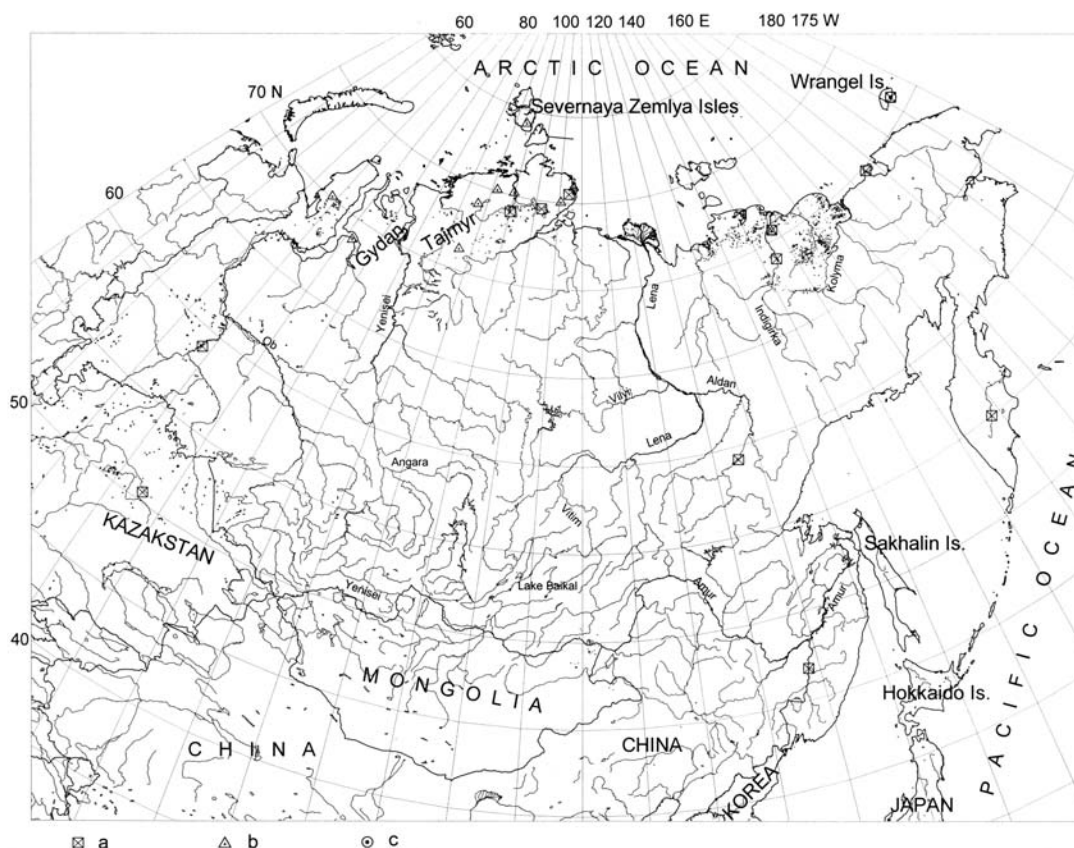 60 80 100 120 140 160 E 180 175 W
ARCTIC OCEAN
Wrangel Is.
70 N
Severnaya Zemlya Isles
60
Gydan
Tajmyr
Kolyma
Yenisei
Lena
Indigirka
Ob
50
Vilyi
Aldan
Lena
Angara
Vitim
KAZAKSTAN
Sakhalin Is.
Yenisei
Lake Baikal
Amur
Amur
40
MONGOLIA
Hokkaido Is.
PACIFIC OCEAN
CHINA
CHINA
KOREA
JAPAN
a b c